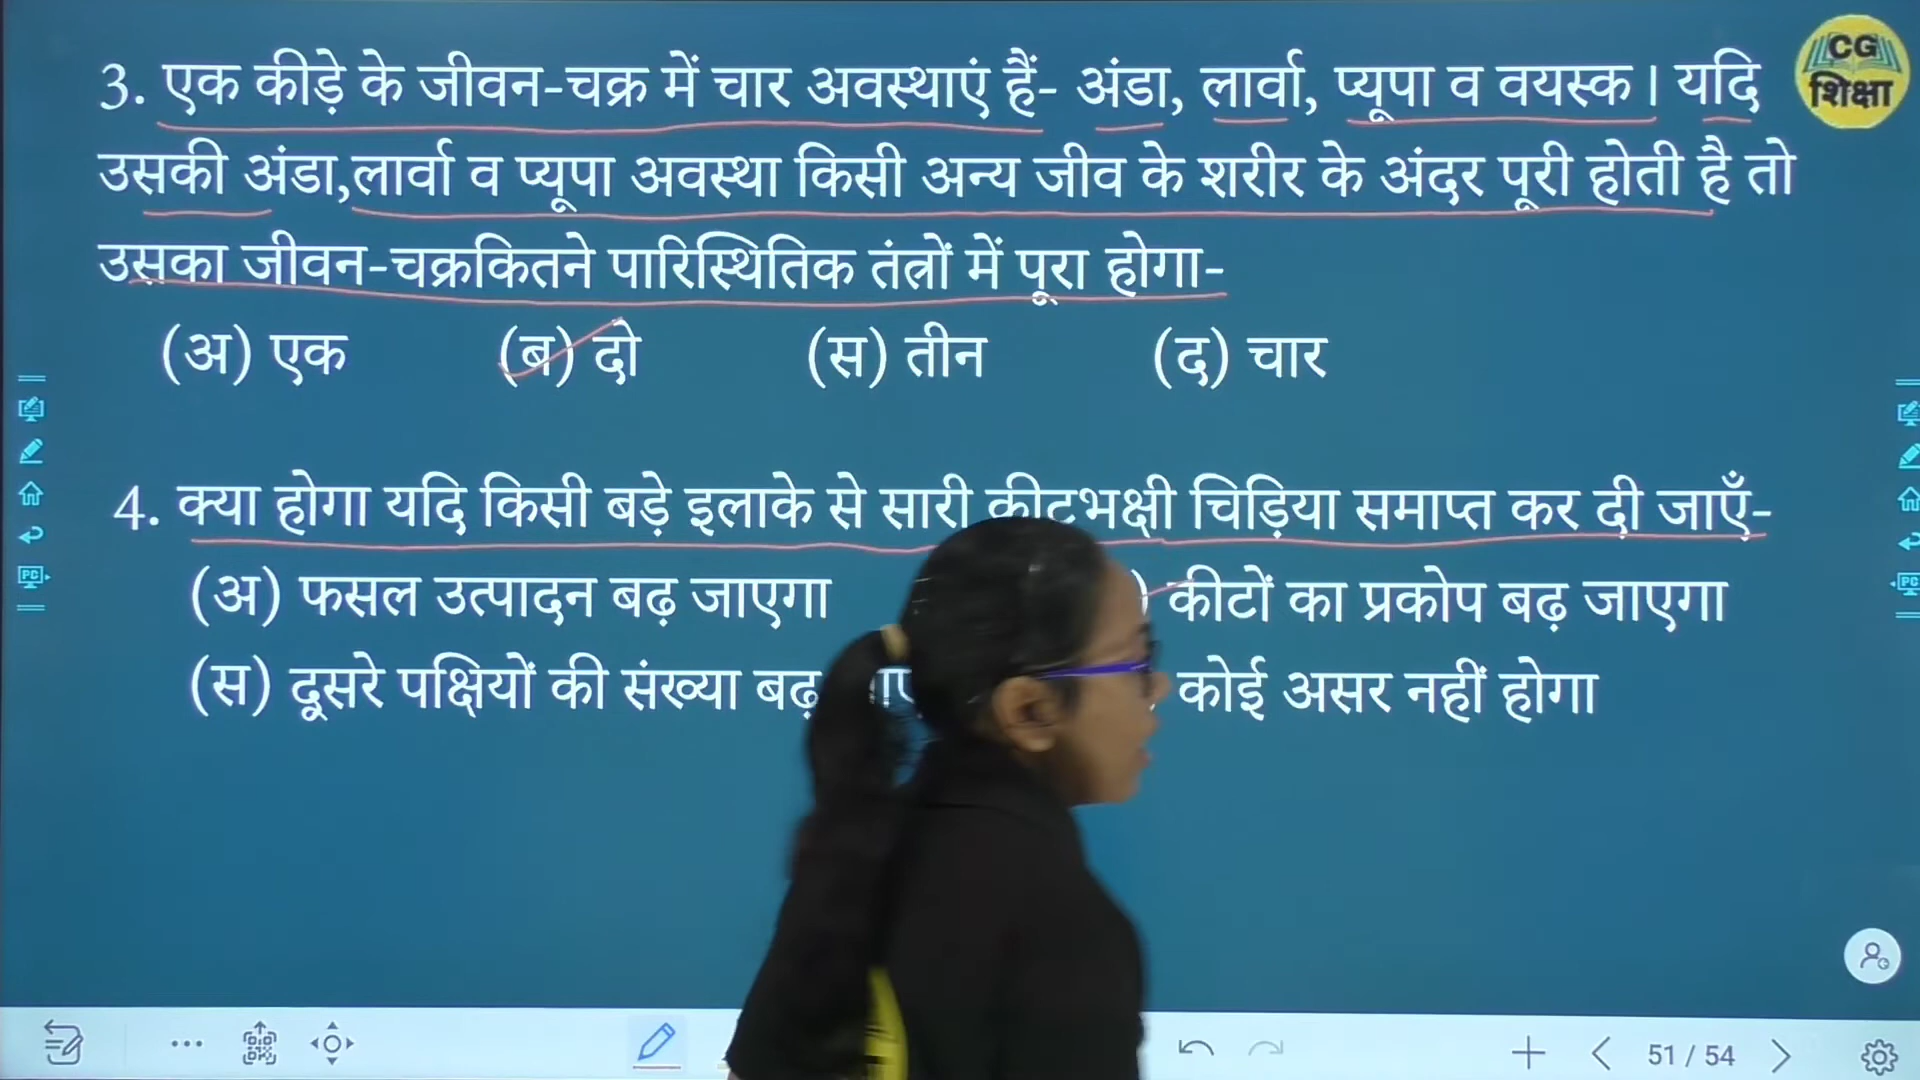 CG
शिक्षा
3. एक कीड़े के जीवन-चक्र में चार अवस्थाएं हैं- अंडा, लार्वा, प्यूपा व वयस्क। यदि
उसकी अंडा,लार्वा व प्यूपा अवस्था किसी अन्य जीव के शरीर के अंदर पूरी होती है तो
उसका जीवन-चक्रकितने पारिस्थितिक तंत्रों में पूरा होगा-
(अ) एक (ब) दो (स) तीन (द) चार
4. क्या होगा यदि किसी बड़े इलाके से सारी कीटभक्षी चिड़िया समाप्त कर दी जाएँ-
(अ) फसल उत्पादन बढ़ जाएगा ) कीटों का प्रकोप बढ़ जाएगा
(स) दूसरे पक्षियों की संख्या बढ़ कोई असर नहीं होगा
PC
PC
51 / 54